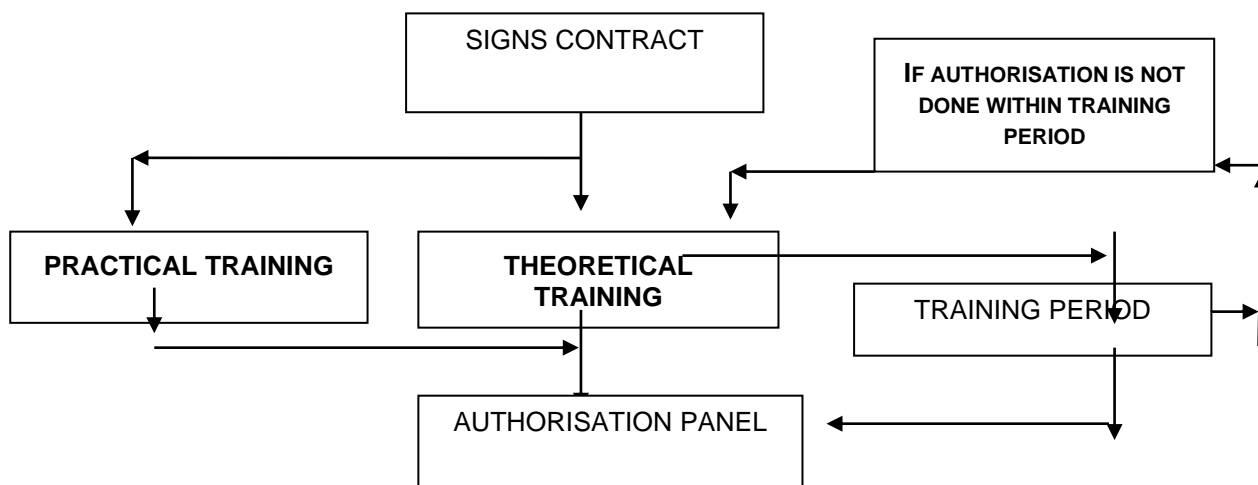 SIGNS CONTRACT
IF AUTHORISATION IS NOT
DONE WITHIN TRAINING
PERIOD
PRACTICAL TRAINING
THEORETICAL
TRAINING
TRAINING PERIOD
AUTHORISATION PANEL